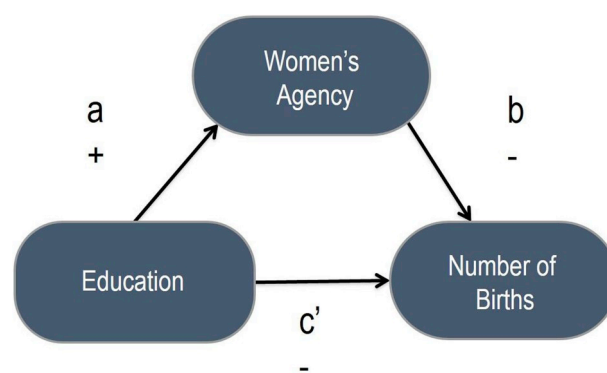 Women's
Agency
a
+
b
-
Education
Number of
Births
c'
-